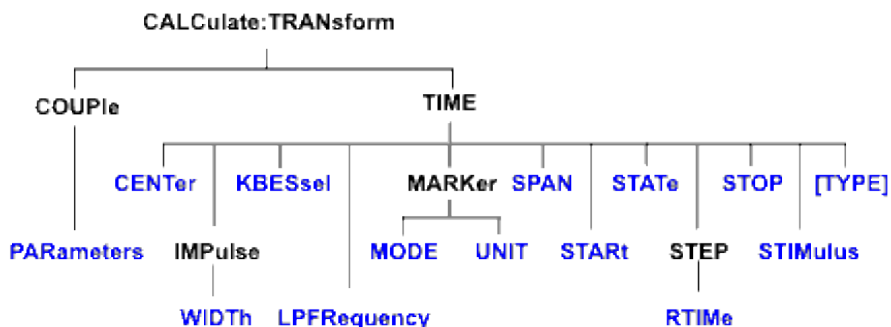 CALCulate:TRANsform
COUPle TIME
CENTer KBESsel MARKer SPAN STATe STOP [TYPE]
PARameters IMPulse MODE UNIT STARt STEP STIMulus
WIDTh LPFRequency RTIMe